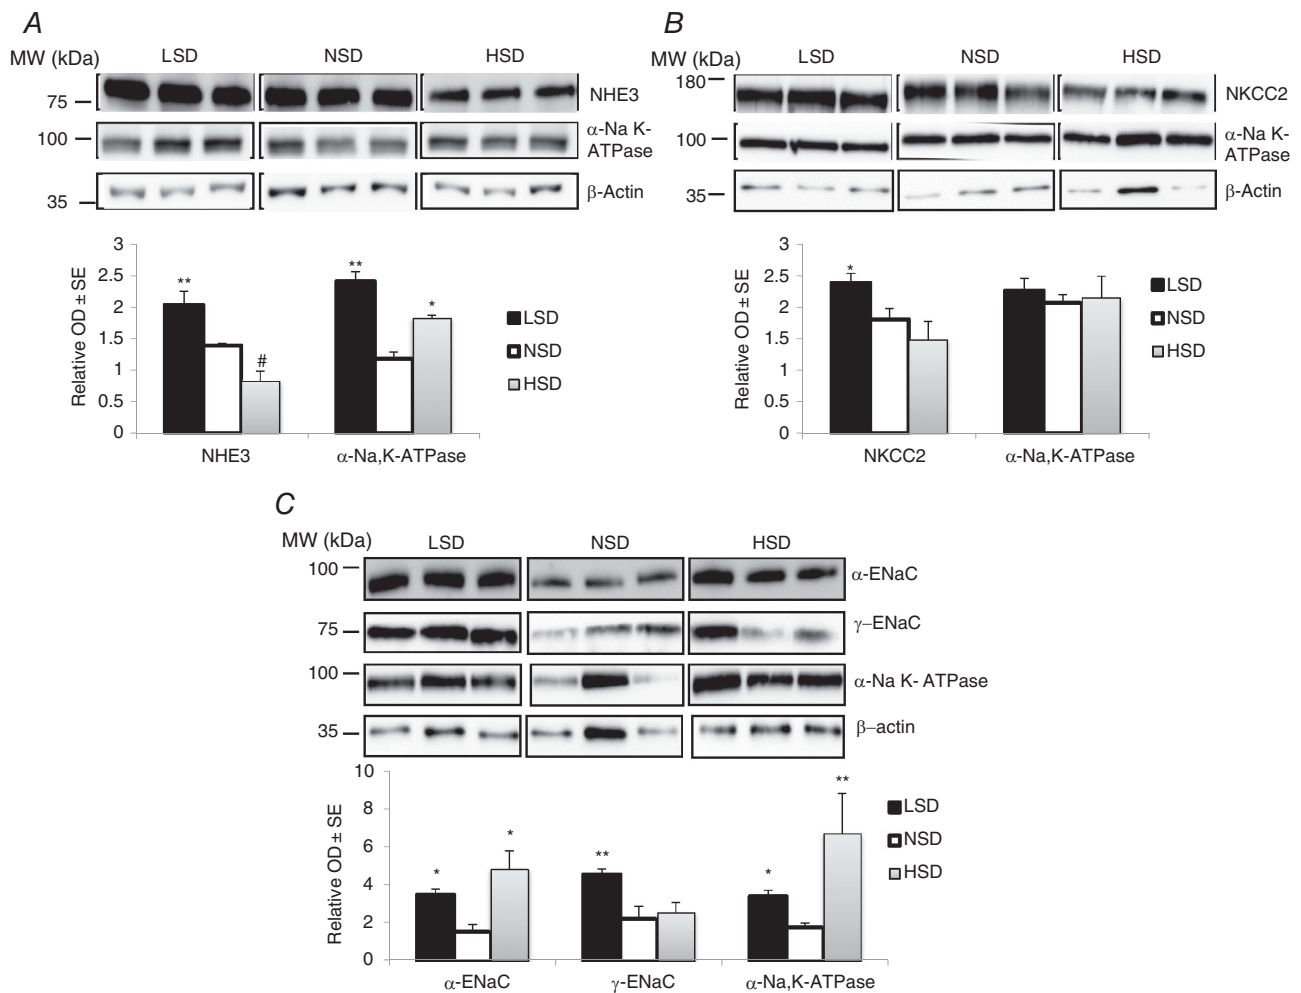 A
MW (kDa)
LSD
NSD
HSD
75
NHE3
100
α-Na K-
ATPase
35
β-Actin
3
2.5
2
1.5
1
0.5
0
Relative OD ± SE
**
#
**
*
NHE3
α-Na,K-ATPase
LSD
NSD
HSD
B
MW (kDa)
LSD
NSD
HSD
180
NKCC2
100
α-Na K-
ATPase
35
β-Actin
3
2.5
2
1.5
1
0.5
0
Relative OD ± SE
*
NKCC2
α-Na,K-ATPase
LSD
NSD
HSD
C
MW (kDa)
LSD
NSD
HSD
100
α-ENaC
75
γ–ENaC
100
α-Na K- ATPase
35
β–actin
10
8
6
4
2
0
Relative OD ± SE
*
*
**
*
**
α-ENaC
γ-ENaC
α-Na,K-ATPase
LSD
NSD
HSD